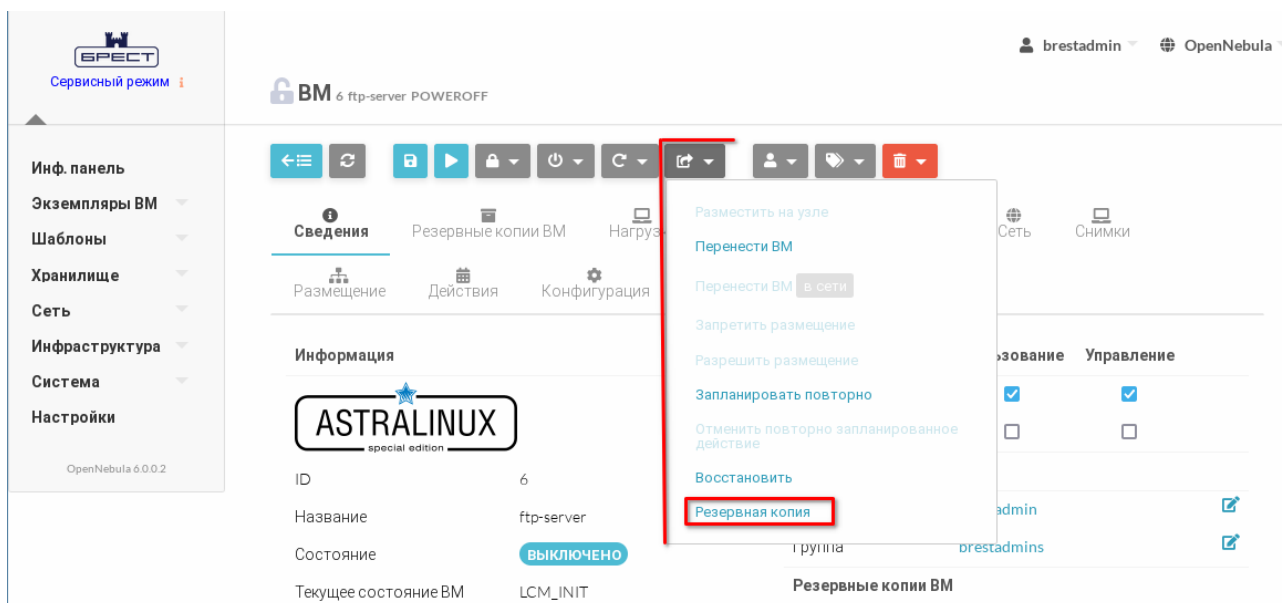 БРЕСТ
Сервисный режим i
brestadmin
OpenNebula
ВМ 6 ftp-server POWEROFF
Инф. панель
Экземпляры ВМ
Шаблоны
Хранилище
Сеть
Инфраструктура
Система
Настройки
OpenNebula 6.0.0.2
Сведения
Резервные копии ВМ
Нагруз
Сеть
Снимки
Размещение
Действия
Конфигурация
Разместить на узле
Перенести ВМ
Перенести ВМ в сети
Запретить размещение
Разрешить размещение
Запланировать повторно
Отменить повторно запланированное
действие
Восстановить
Резервная копия
Информация
ьзование Управление
ASTRALINUX
special edition
ID 6
Название ftp-server
admin
Состояние ВЫКЛЮЧЕНО
Группа brestadmins
Текущее состояние ВМ LCM_INIT
Резервные копии ВМ